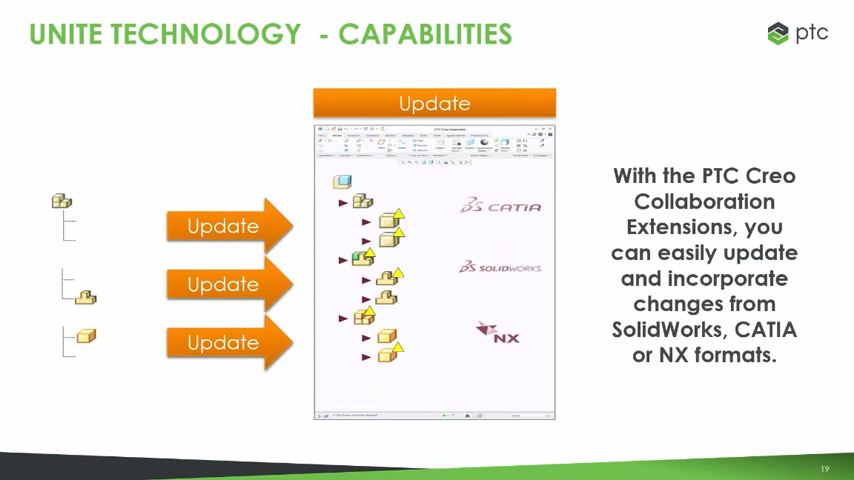 UNITE TECHNOLOGY - CAPABILITIES
ptc
Update
Update
Update
Update
CATIA
SOLIDWORKS
NX
With the PTC Creo
Collaboration
Extensions, you
can easily update
and incorporate
changes from
SolidWorks, CATIA
or NX formats.
19